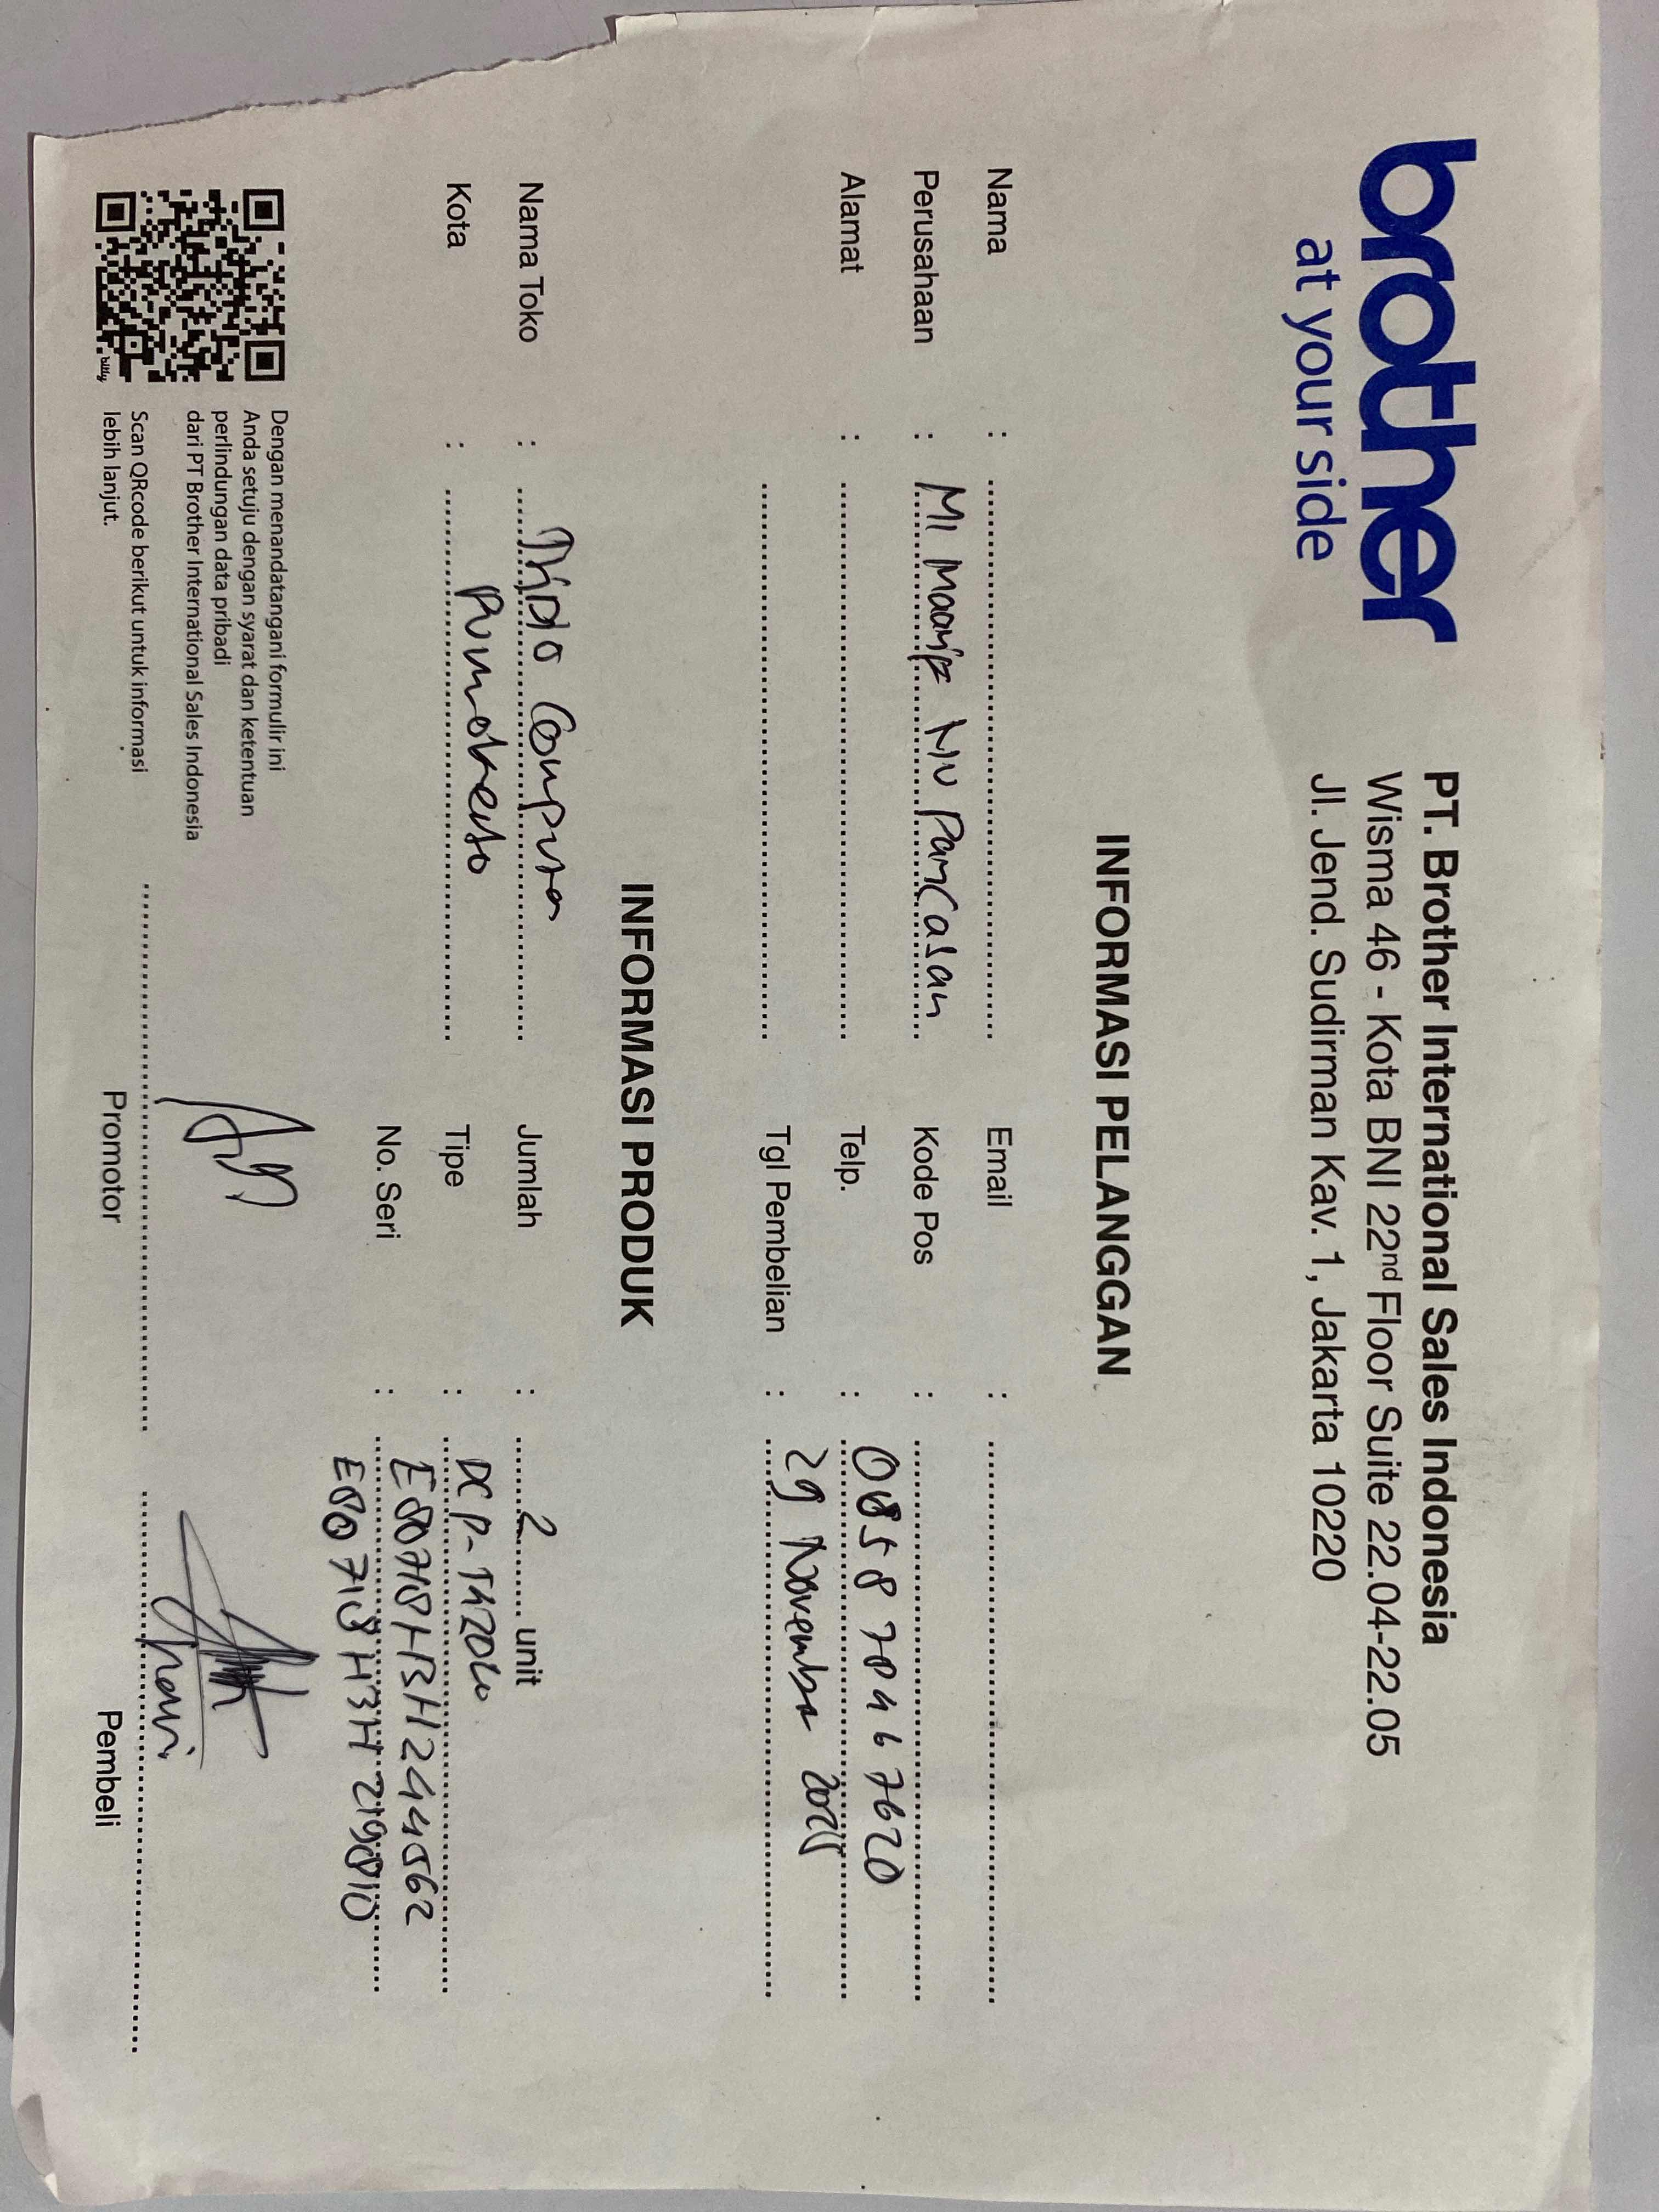 brother
at your side
PT. Brother International Sales Indonesia
Wisma 46 - Kota BNI 22nd Floor Suite 22.04-22.05
Jl. Jend. Sudirman Kav. 1, Jakarta 10220
INFORMASI PELANGGAN
Nama : Email :
Perusahaan : MI Maarif NU Pancasan Kode Pos :
Alamat : Telp. : 0858 7846 7620
Tgl Pembelian : 29 November 2025
INFORMASI PRODUK
Nama Toko : Computer Jumlah : 2 unit
Kota : Purwokerto Tipe : DCP-T420W
No. Seri : E80718H3H244562
E80718H3H219810
Dengan menandatangani formulir ini
Anda setuju dengan syarat dan ketentuan
perlindungan data pribadi
dari PT Brother International Sales Indonesia
Scan QRcode berikut untuk informasi
lebih lanjut.
bitly
Promotor Pembeli